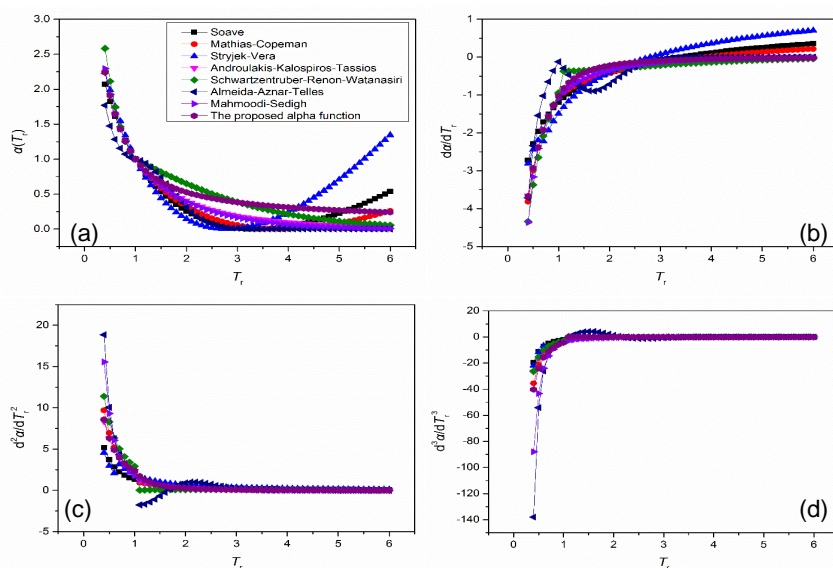 Soave
Mathias-Copeman
Stryjek-Vera
Androulakis-Kalospiros-Tassios
Schwartzentruber-Renon-Watanasiri
Almeida-Aznar-Telles
Mahmoodi-Sedigh
The proposed alpha function
α(Tr)
3.0
2.5
2.0
1.5
1.0
0.5
0.0
(a)
0 1 2 3 4 5 6
Tr
dα/dTr
1
0
-1
-2
-3
-4
-5
(b)
0 1 2 3 4 5 6
Tr
d²α/dTr²
20
15
10
5
0
-5
(c)
0 1 2 3 4 5 6
Tr
d³α/dTr³
20
0
-20
-40
-60
-80
-100
-120
-140
(d)
0 1 2 3 4 5 6
Tr